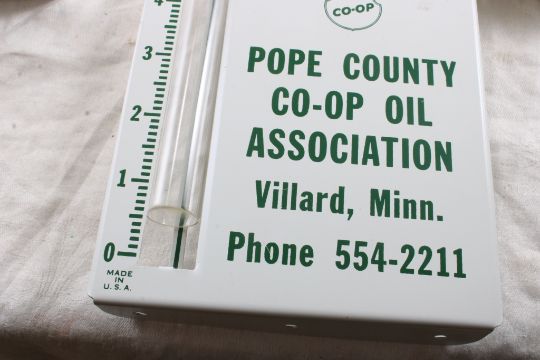 CO-OP
POPE COUNTY
CO-OP OIL
ASSOCIATION
Villard, Minn.
Phone 554-2211
4
3
2
1
0
MADE
IN
U.S.A.